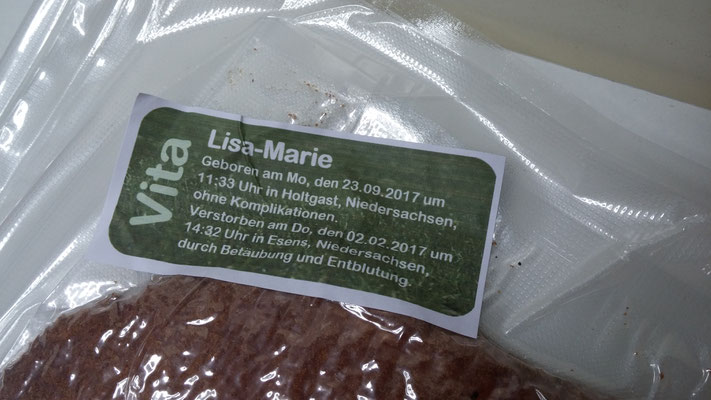 Vita
Lisa-Marie
Geboren am Mo, den 23.09.2017 um
11:33 Uhr in Holtgast, Niedersachsen,
ohne Komplikationen.
Verstorben am Do, den 02.02.2017 um
14:32 Uhr in Esens, Niedersachsen,
durch Betäubung und Entblutung.